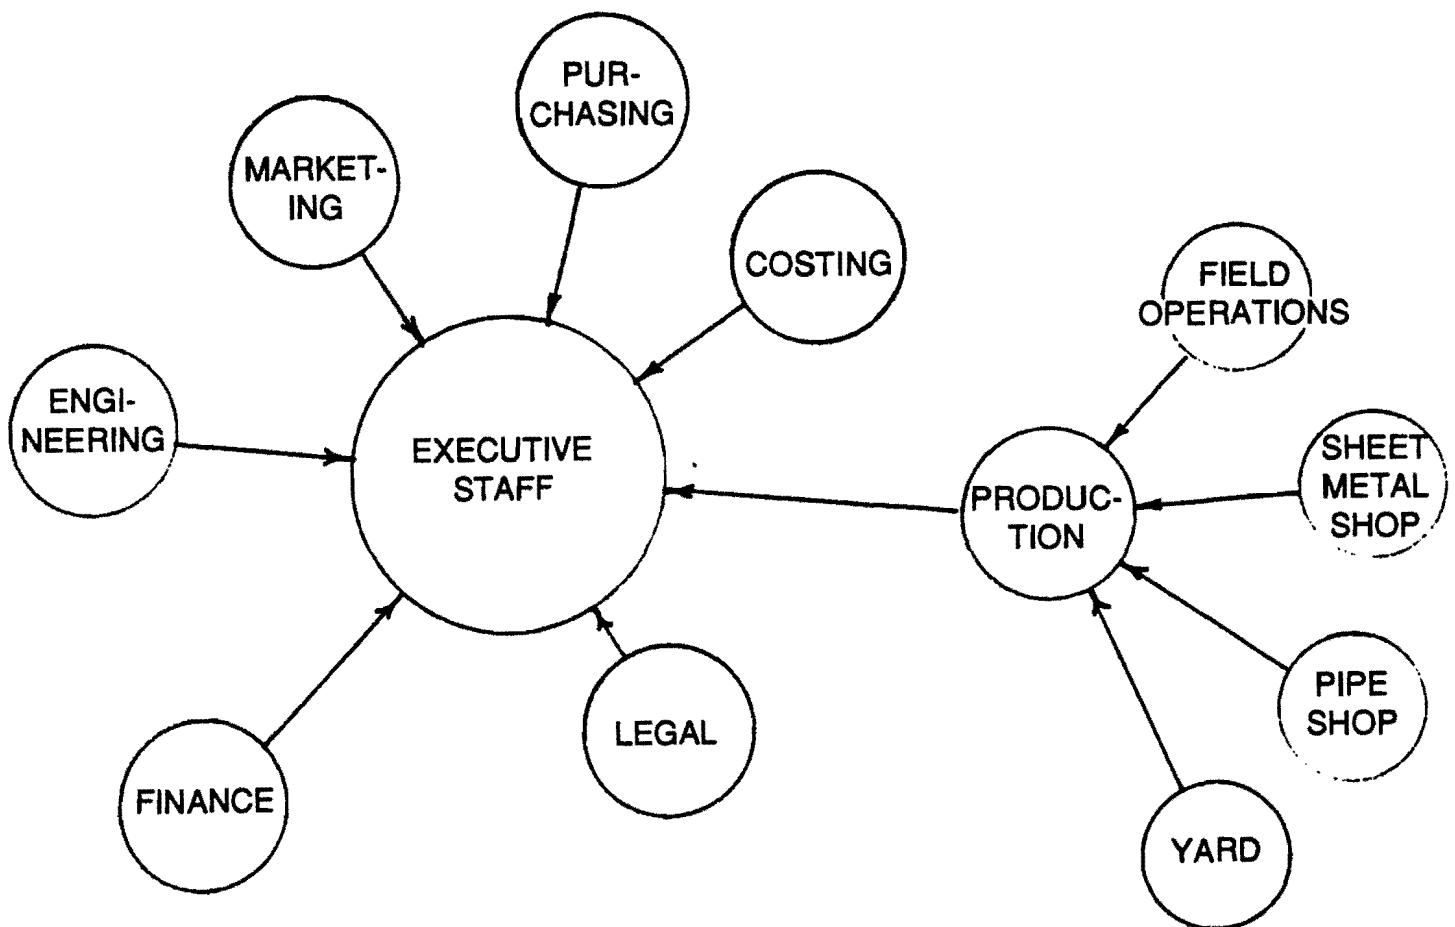 PUR-
CHASING
MARKET-
ING
COSTING
FIELD
OPERATIONS
ENGI-
NEERING
EXECUTIVE
STAFF
SHEET
METAL
SHOP
PRODUC-
TION
PIPE
SHOP
LEGAL
FINANCE
YARD